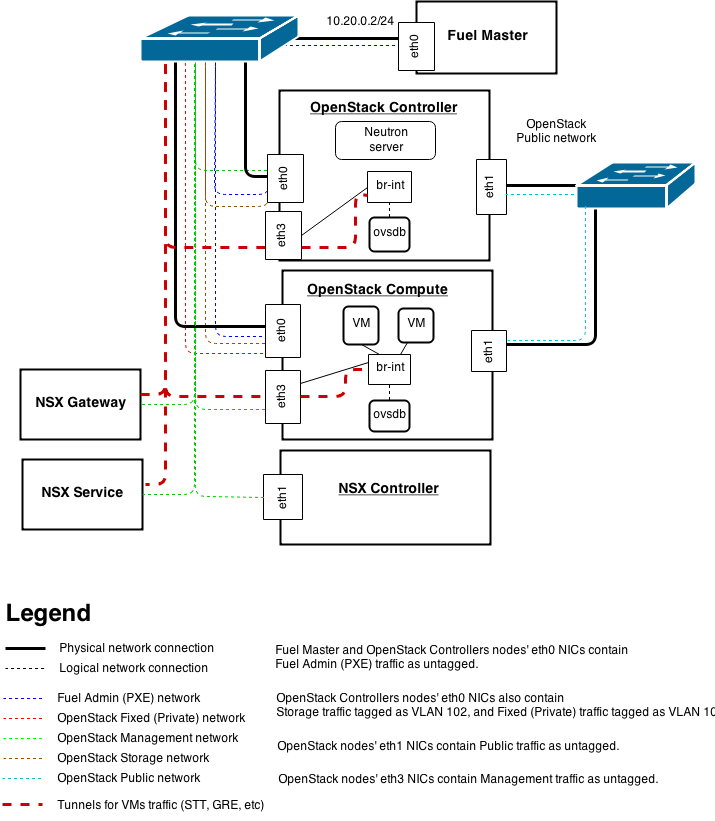 10.20.0.2/24
eth0
Fuel Master
OpenStack Controller
Neutron
server
OpenStack
Public network
eth0
br-int
eth1
eth3
ovsdb
OpenStack Compute
eth0
VM
VM
eth1
br-int
eth3
NSX Gateway
ovsdb
NSX Service
eth1
NSX Controller
Legend
Physical network connection
Logical network connection
Fuel Master and OpenStack Controllers nodes' eth0 NICs contain
Fuel Admin (PXE) traffic as untagged.
Fuel Admin (PXE) network
OpenStack Fixed (Private) network
OpenStack Management network
OpenStack Storage network
OpenStack Public network
OpenStack Controllers nodes' eth0 NICs also contain
Storage traffic tagged as VLAN 102, and Fixed (Private) traffic tagged as VLAN
OpenStack nodes' eth1 NICs contain Public traffic as untagged.
OpenStack nodes' eth3 NICs contain Management traffic as untagged.
Tunnels for VMs traffic (STT, GRE, etc)